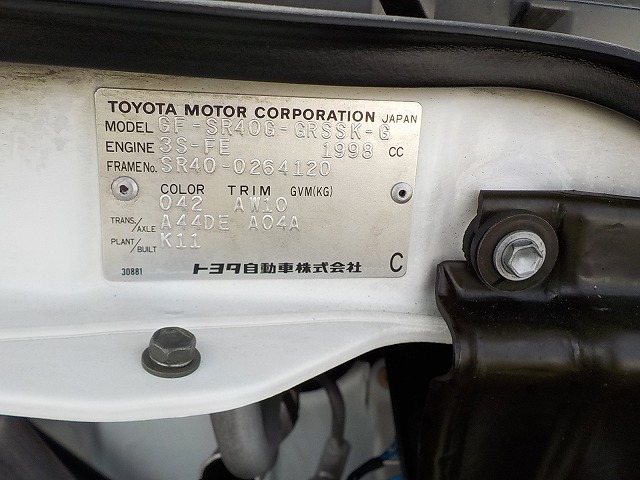 TOYOTA MOTOR CORPORATION JAPAN
MODEL GF-SR40G-GRSSK-G
ENGINE 3S-FE 1998 CC
FRAME No. SR40-0264120
COLOR TRIM GVM(KG)
042 AW10
TRANS./AXLE A44DE A04A
PLANT/BUILT K11
30881 トヨタ自動車株式会社 C